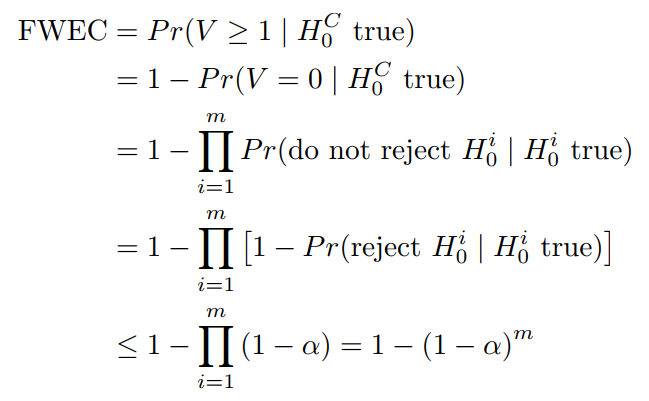 FWEC = Pr(V ≥ 1 | H_0^C true)
= 1 − Pr(V = 0 | H_0^C true)
= 1 − ∏_{i=1}^{m} Pr(do not reject H_0^i | H_0^i true)
= 1 − ∏_{i=1}^{m} [1 − Pr(reject H_0^i | H_0^i true)]
≤ 1 − ∏_{i=1}^{m} (1 − α) = 1 − (1 − α)^m